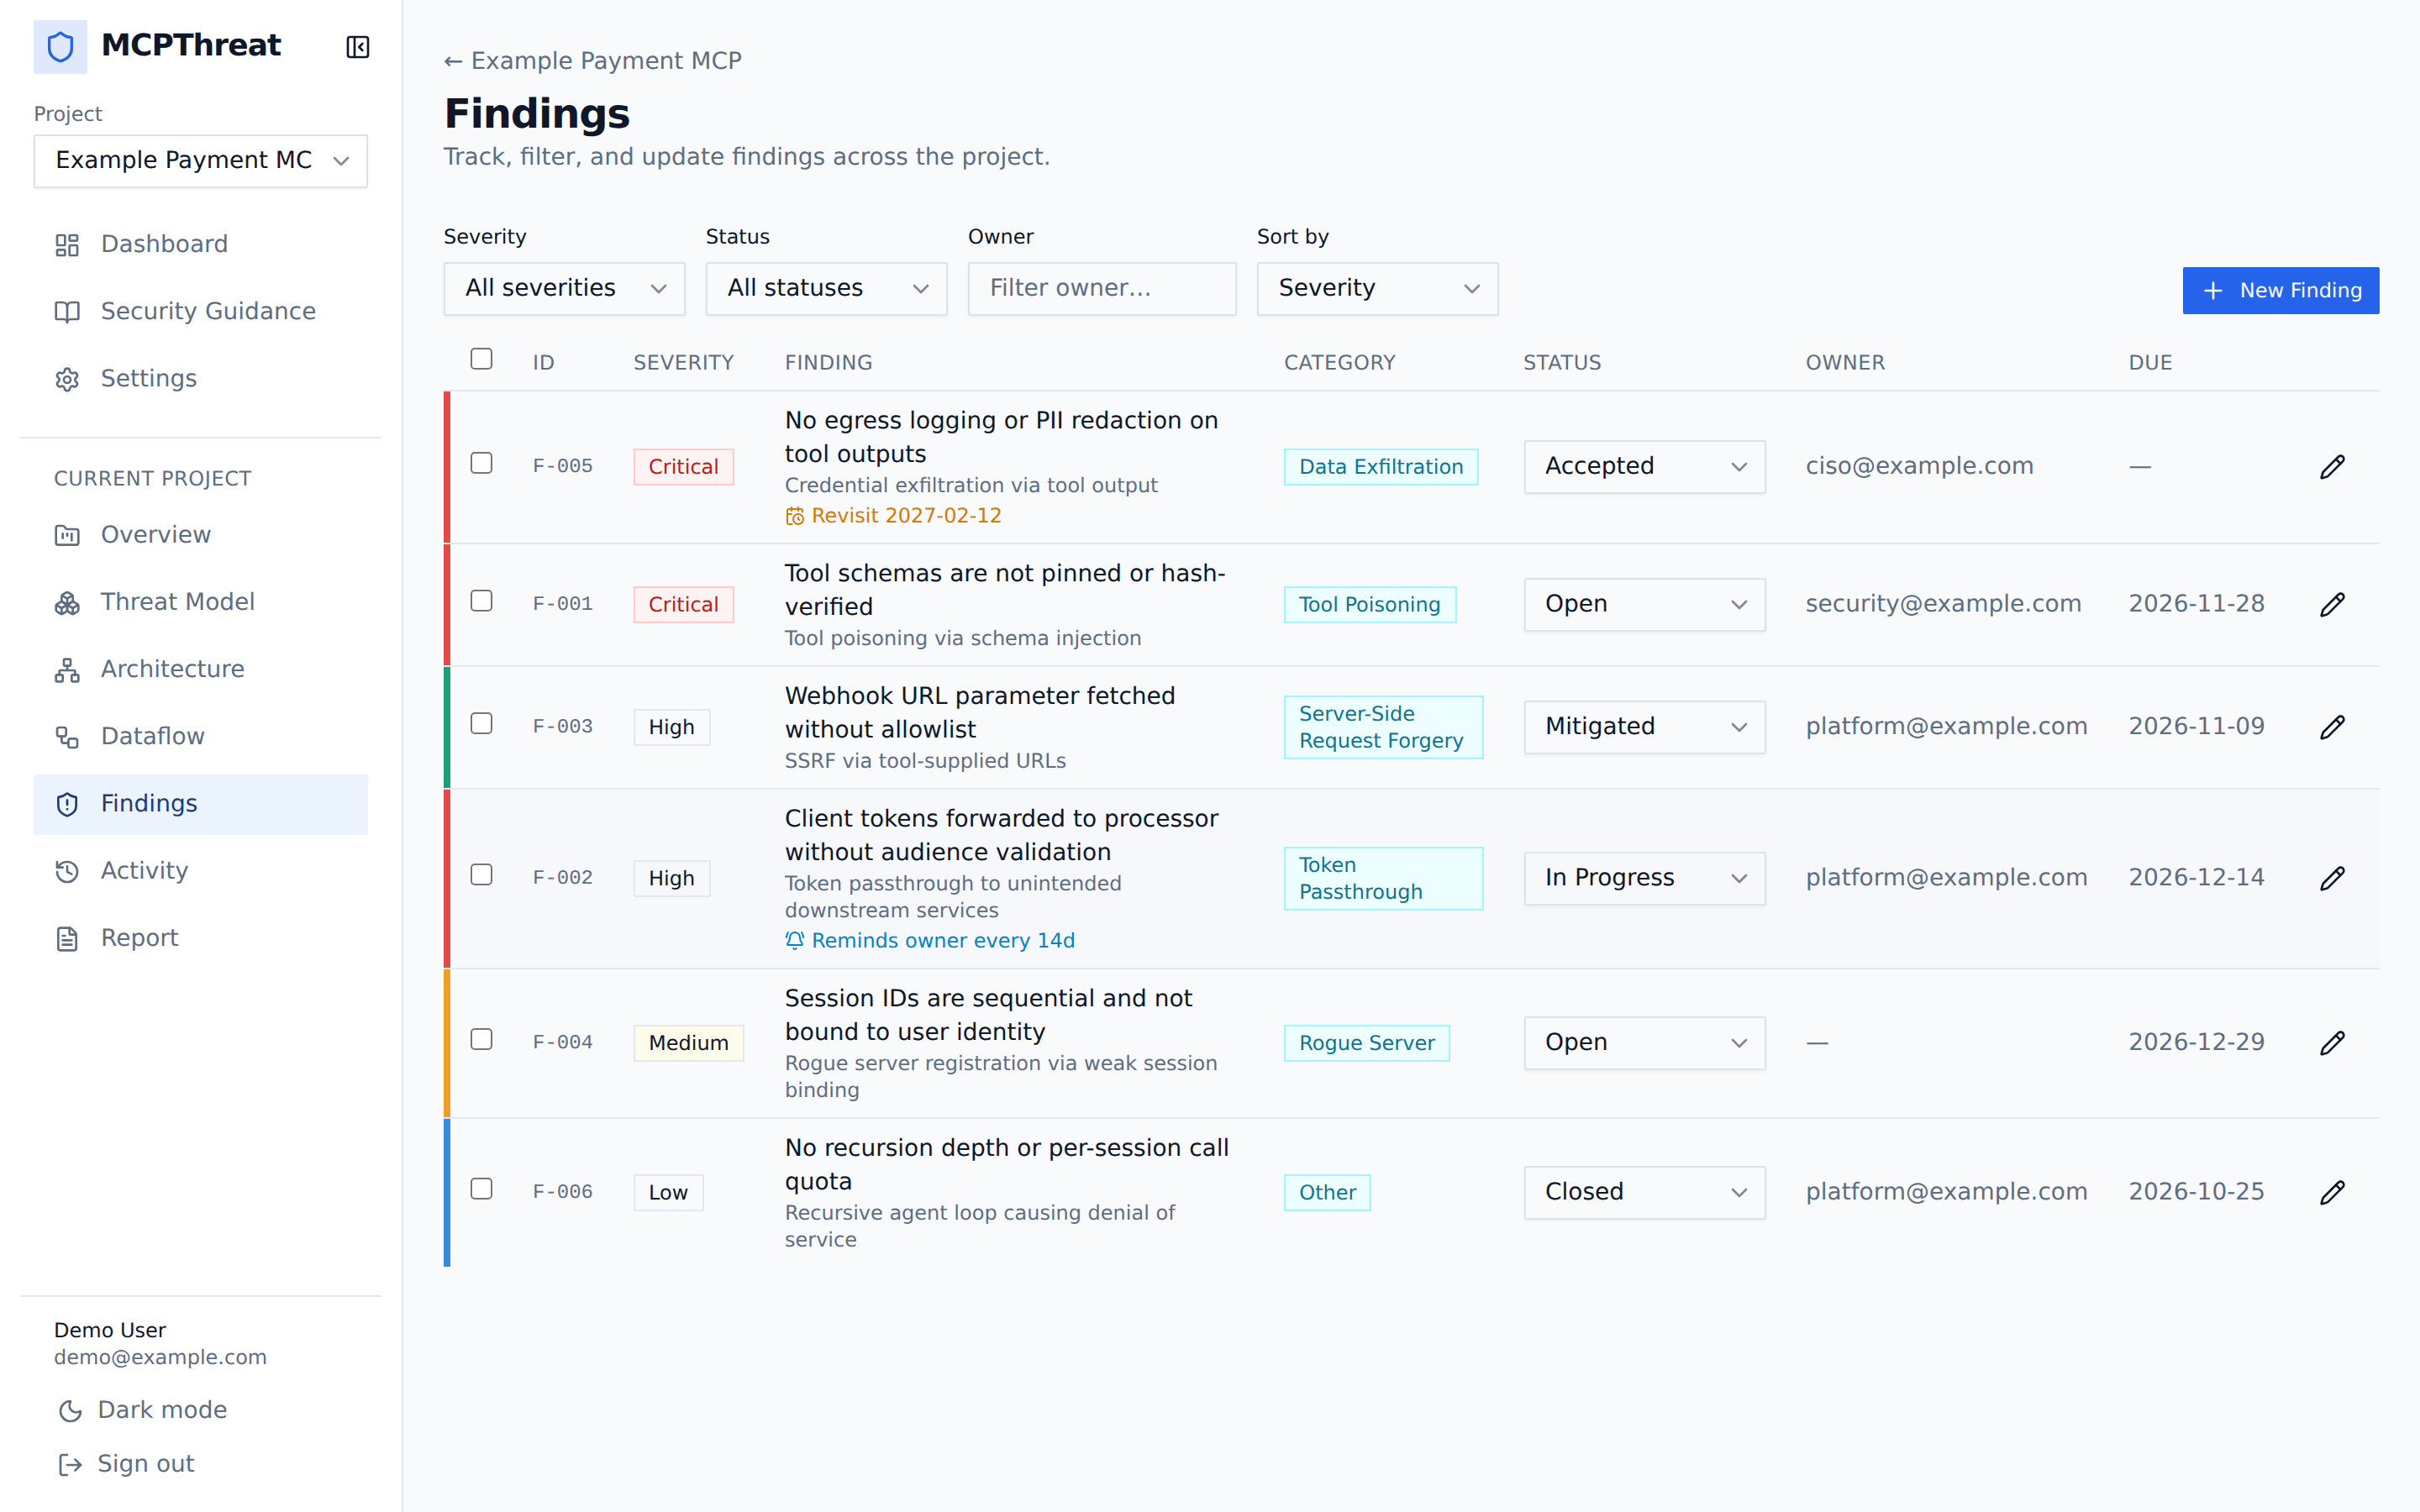 MCPThreat
Project
Example Payment MC
Dashboard
Security Guidance
Settings
CURRENT PROJECT
Overview
Threat Model
Architecture
Dataflow
Findings
Activity
Report
Demo User
demo@example.com
Dark mode
Sign out
← Example Payment MCP
Findings
Track, filter, and update findings across the project.
Severity Status Owner Sort by
All severities All statuses Filter owner... Severity New Finding
ID SEVERITY FINDING CATEGORY STATUS OWNER DUE
F-005 Critical No egress logging or PII redaction on
tool outputs
Credential exfiltration via tool output
Revisit 2027-02-12
Data Exfiltration Accepted ciso@example.com —
F-001 Critical Tool schemas are not pinned or hash-
verified
Tool poisoning via schema injection
Tool Poisoning Open security@example.com 2026-11-28
F-003 High Webhook URL parameter fetched
without allowlist
SSRF via tool-supplied URLs
Server-Side
Request Forgery
Mitigated platform@example.com 2026-11-09
F-002 High Client tokens forwarded to processor
without audience validation
Token passthrough to unintended
downstream services
Reminds owner every 14d
Token
Passthrough
In Progress platform@example.com 2026-12-14
F-004 Medium Session IDs are sequential and not
bound to user identity
Rogue server registration via weak session
binding
Rogue Server Open — 2026-12-29
F-006 Low No recursion depth or per-session call
quota
Recursive agent loop causing denial of
service
Other Closed platform@example.com 2026-10-25